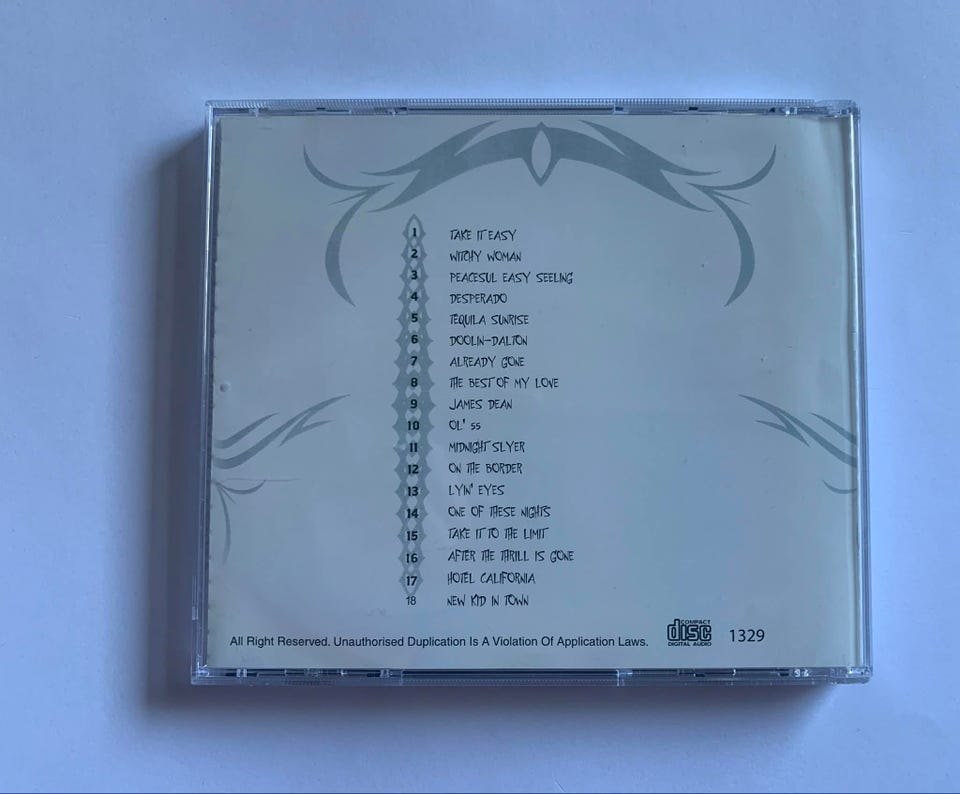 1 TAKE IT EASY
2 WITCHY WOMAN
3 PEACESUL EASY SEELING
4 DESPERADO
5 TEQUILA SUNRISE
6 DOOLIN-DALTON
7 ALREADY GONE
8 THE BEST OF MY LOVE
9 JAMES DEAN
10 OL' 55
11 MIDNIGHT SLYER
12 ON THE BORDER
13 LYIN' EYES
14 ONE OF THESE NIGHTS
15 TAKE IT TO THE LIMIT
16 AFTER THE THRILL IS GONE
17 HOTEL CALIFORNIA
18 NEW KID IN TOWN
All Right Reserved. Unauthorised Duplication Is A Violation Of Application Laws.
COMPACT
disc
DIGITAL AUDIO
1329